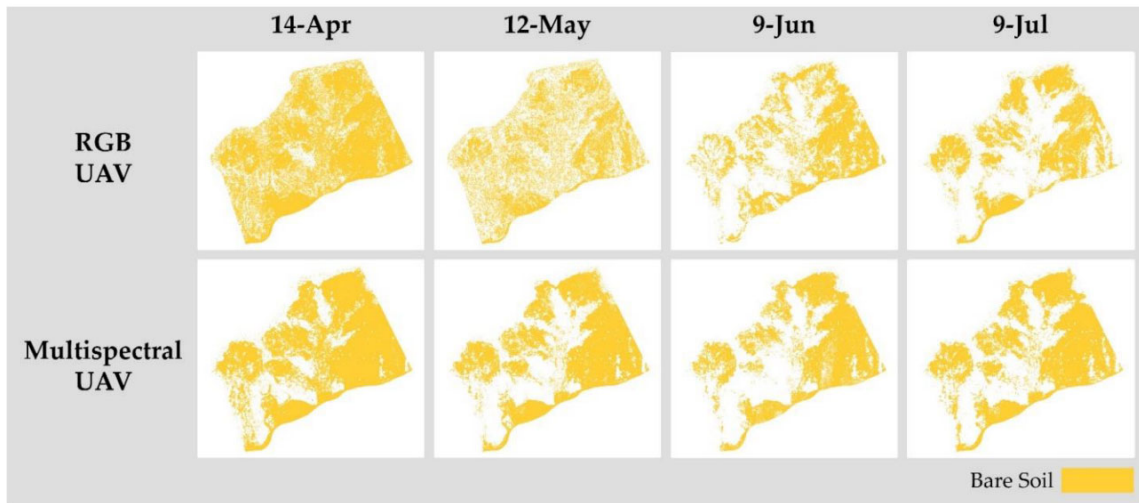 14-Apr 12-May 9-Jun 9-Jul
RGB
UAV
Multispectral
UAV
Bare Soil